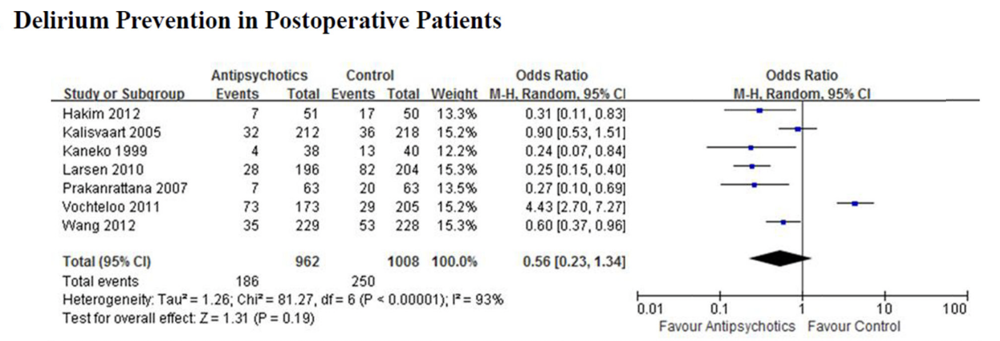 Delirium Prevention in Postoperative Patients
Antipsychotics Control Odds Ratio Odds Ratio
Study or Subgroup Events Total Events Total Weight M-H, Random, 95% CI M-H, Random, 95% CI
Hakim 2012 7 51 17 50 13.3% 0.31 [0.11, 0.83]
Kalisvaart 2005 32 212 36 218 15.2% 0.90 [0.53, 1.51]
Kaneko 1999 4 38 13 40 12.2% 0.24 [0.07, 0.84]
Larsen 2010 28 196 82 204 15.3% 0.25 [0.15, 0.40]
Prakanrattana 2007 7 63 20 63 13.5% 0.27 [0.10, 0.69]
Vochteloo 2011 73 173 29 205 15.2% 4.43 [2.70, 7.27]
Wang 2012 35 229 53 228 15.3% 0.60 [0.37, 0.96]
Total (95% CI) 962 1008 100.0% 0.56 [0.23, 1.34]
Total events 186 250
Heterogeneity: Tau² = 1.26; Chi² = 81.27, df = 6 (P < 0.00001); I² = 93%
Test for overall effect: Z = 1.31 (P = 0.19)
0.01 0.1 1 10 100
Favour Antipsychotics Favour Control